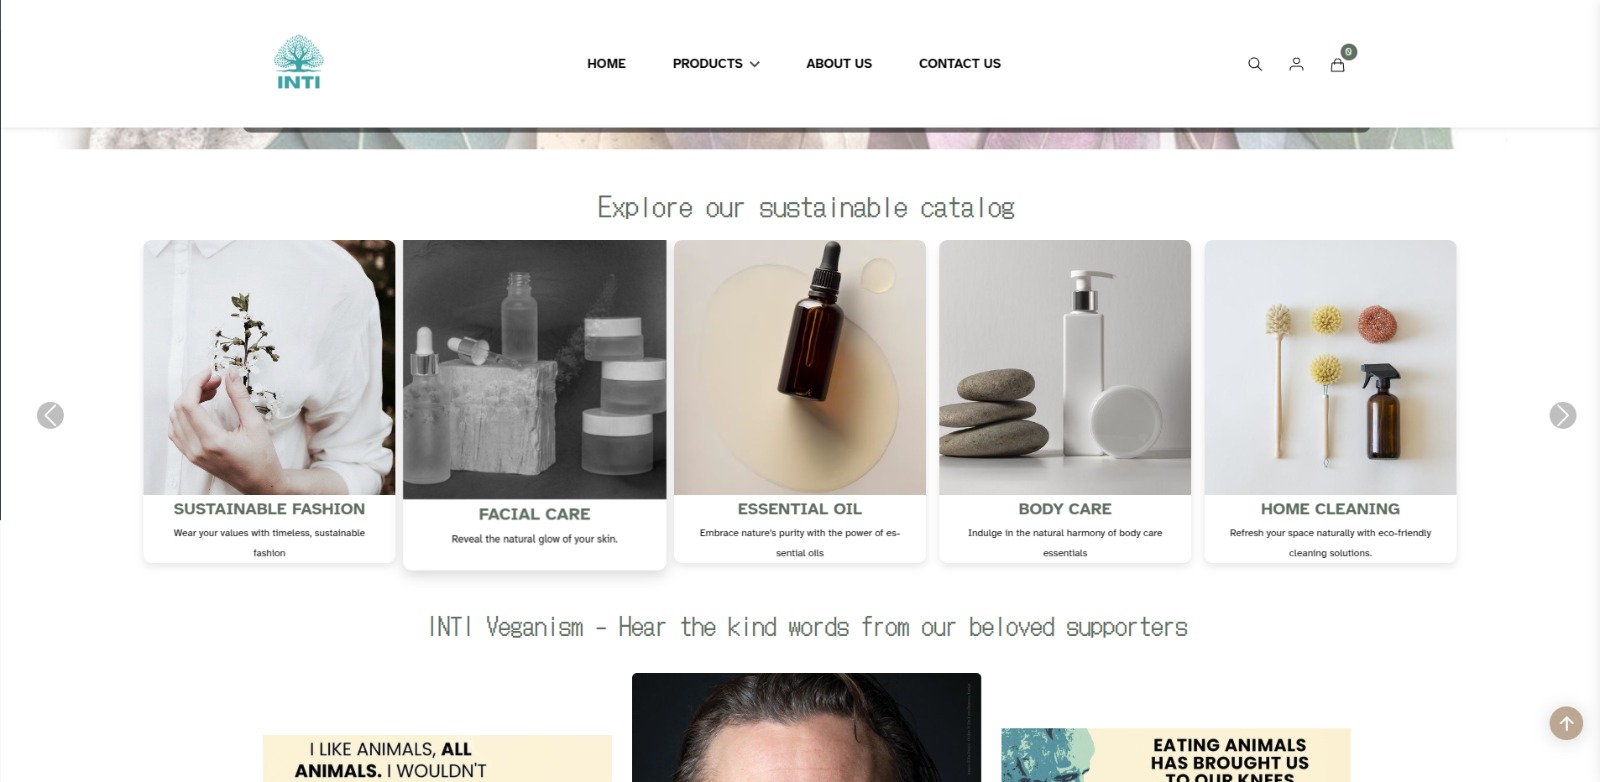 INTI
HOME
PRODUCTS
ABOUT US
CONTACT US
0
Explore our sustainable catalog
SUSTAINABLE FASHION
Wear your values with timeless, sustainable
fashion
FACIAL CARE
Reveal the natural glow of your skin.
ESSENTIAL OIL
Embrace nature's purity with the power of es-
sential oils
BODY CARE
Indulge in the natural harmony of body care
essentials
HOME CLEANING
Refresh your space naturally with eco-friendly
cleaning solutions.
INTI Veganism - Hear the kind words from our beloved supporters
I LIKE ANIMALS, ALL
ANIMALS. I WOULDN'T
EATING ANIMALS
HAS BROUGHT US
TO OUR KNEES